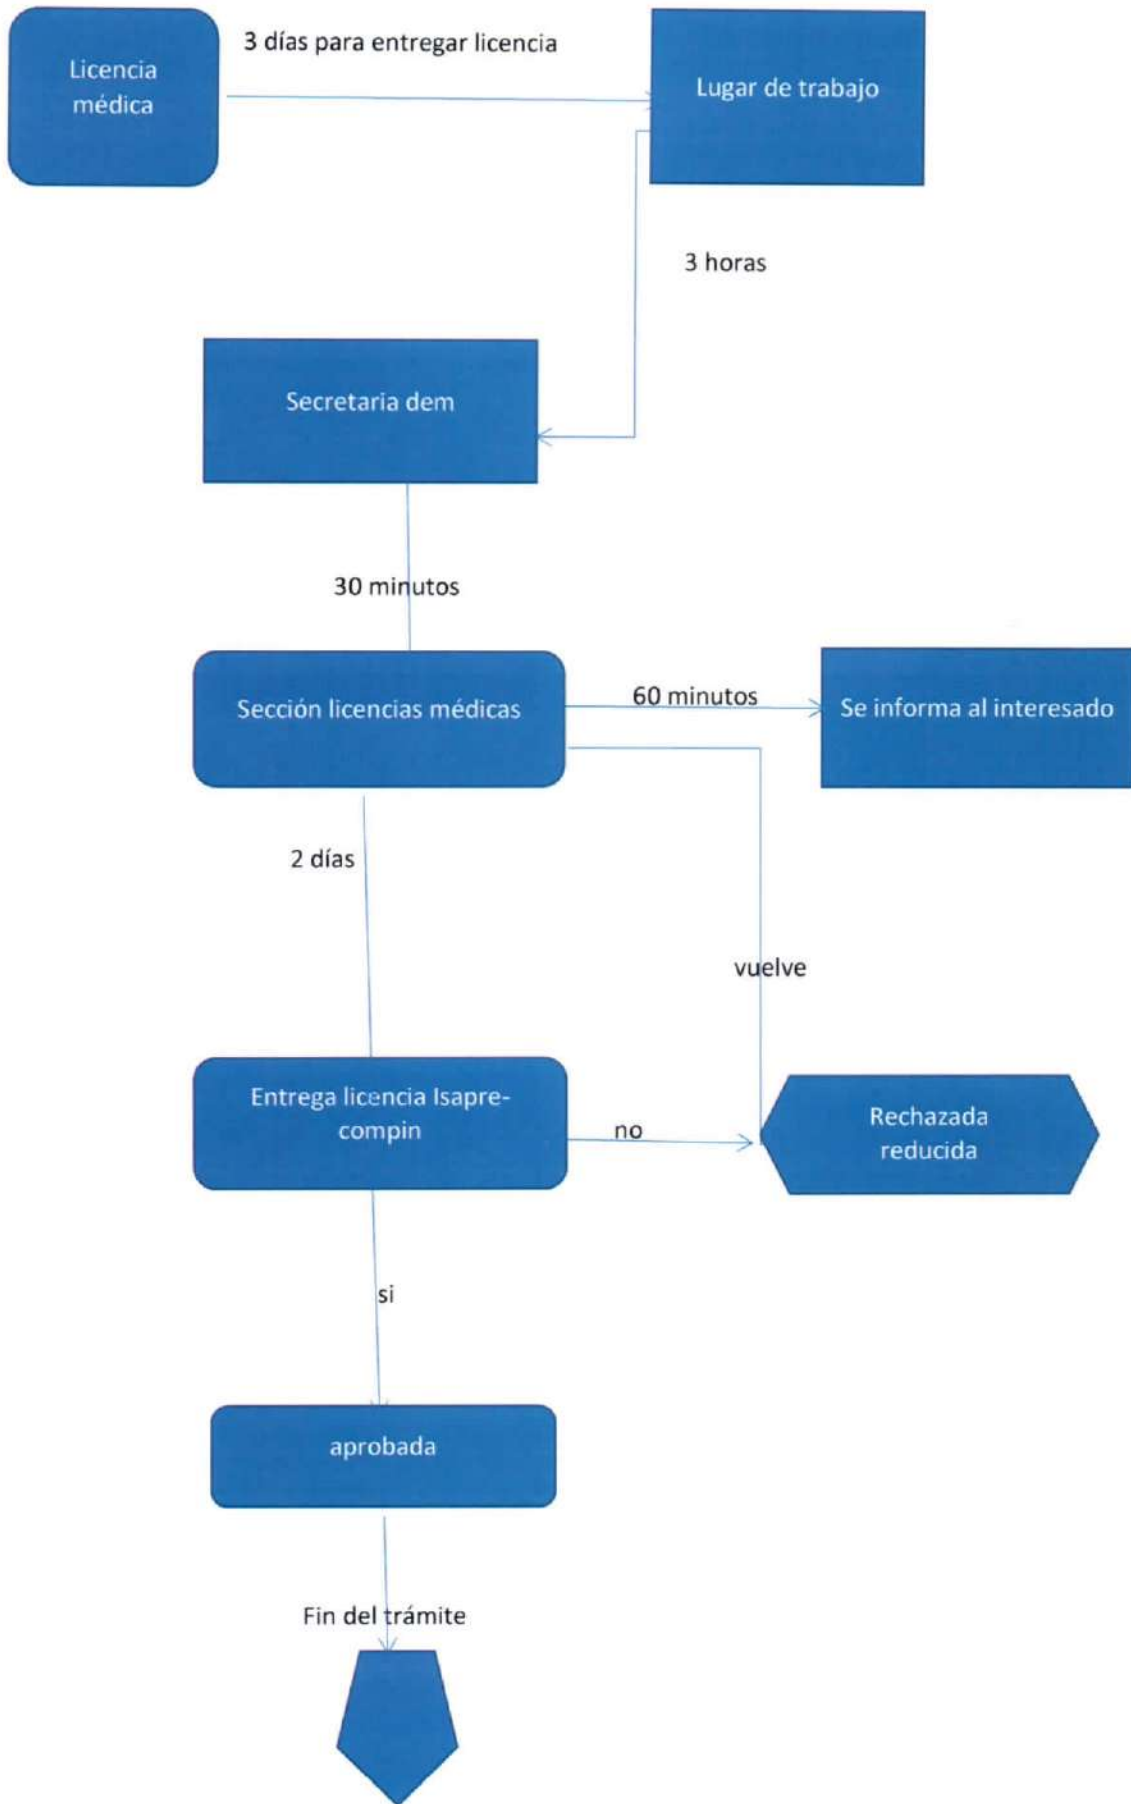 3 días para entregar licencia
Licencia
médica
Lugar de trabajo
3 horas
Secretaria dem
30 minutos
Sección licencias médicas
60 minutos
Se informa al interesado
2 días
vuelve
Entrega licencia Isapre-
compin
no
Rechazada
reducida
si
aprobada
Fin del trámite